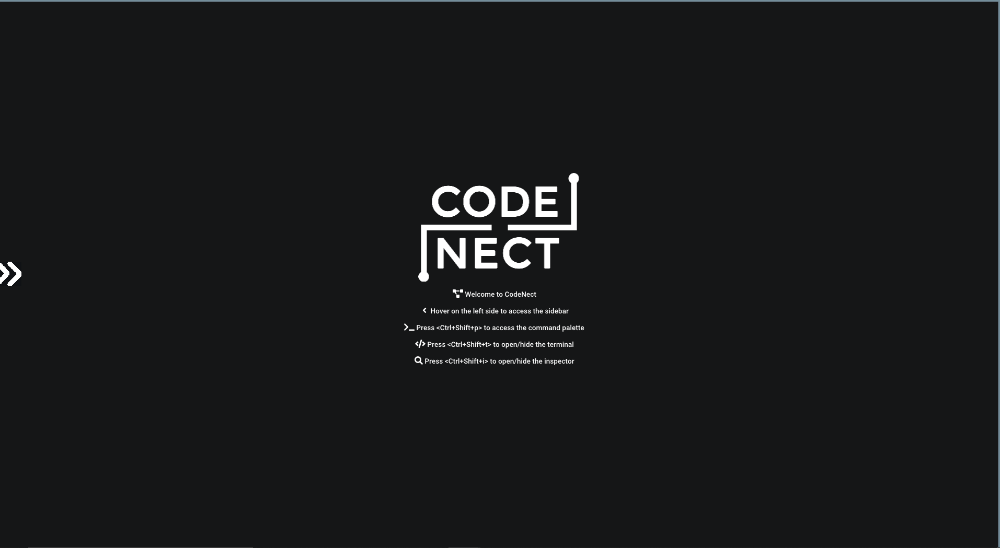 CODE
NECT
Welcome to CodeNect
Hover on the left side to access the sidebar
Press <Ctrl+Shift+p> to access the command palette
Press <Ctrl+Shift+t> to open/hide the terminal
Press <Ctrl+Shift+i> to open/hide the inspector